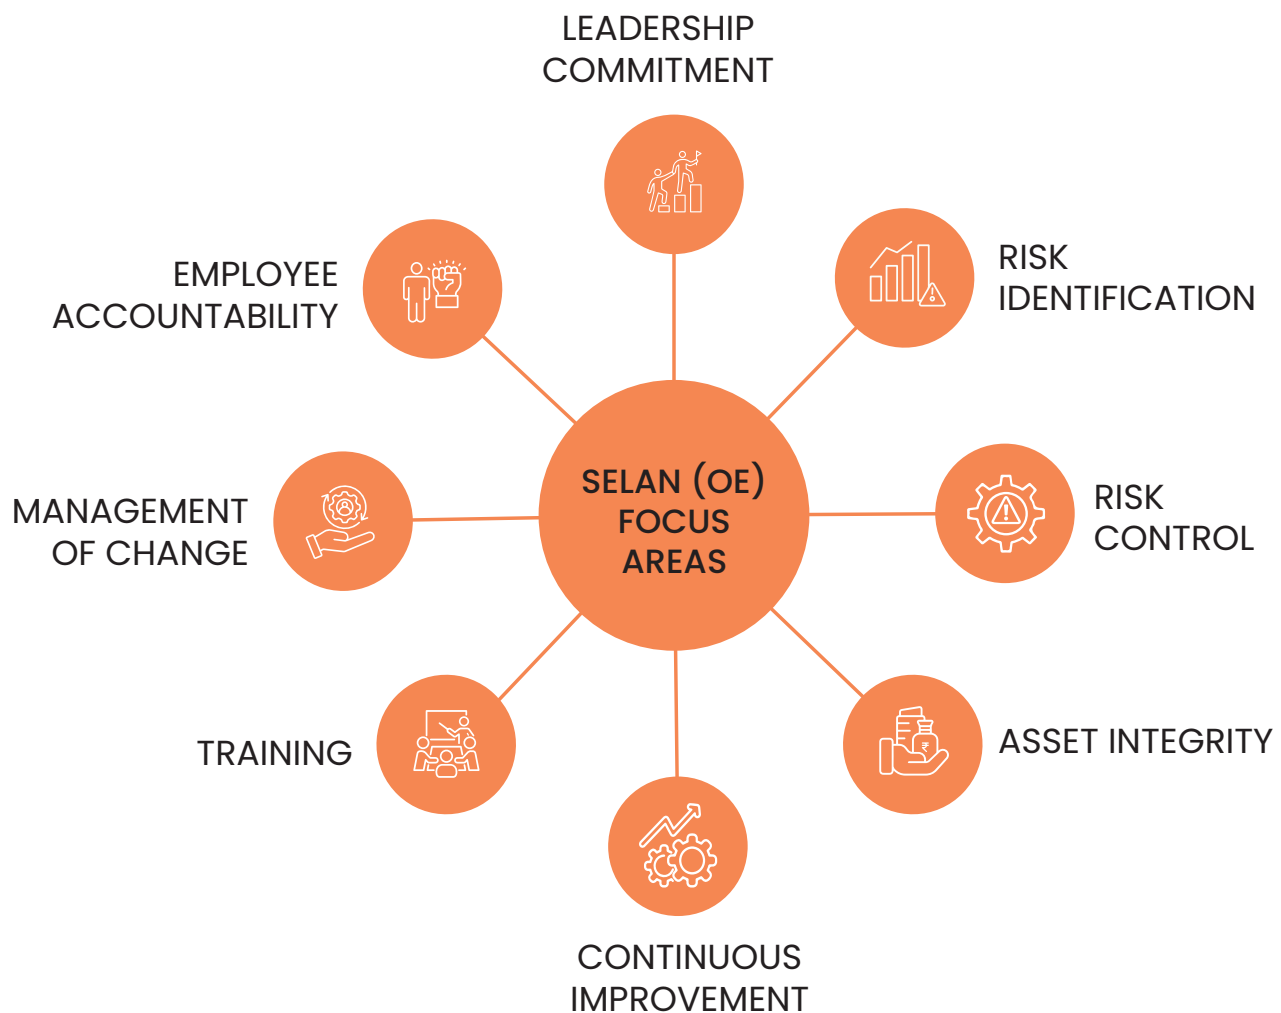 LEADERSHIP
COMMITMENT
RISK
IDENTIFICATION
RISK
CONTROL
ASSET INTEGRITY
CONTINUOUS
IMPROVEMENT
TRAINING
MANAGEMENT
OF CHANGE
EMPLOYEE
ACCOUNTABILITY
SELAN (OE)
FOCUS
AREAS
₹